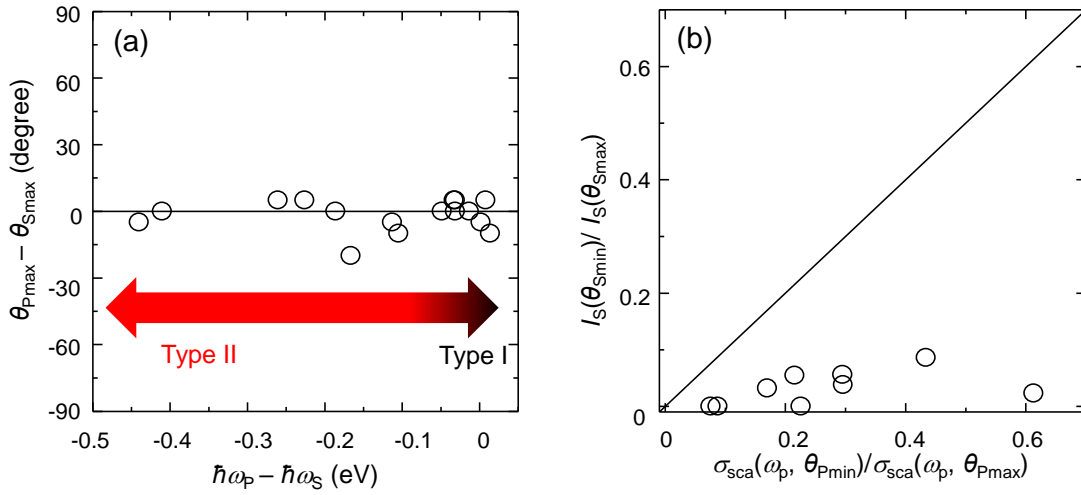 (a)
90
60
30
0
-30
-60
-90
θPmax – θSmax (degree)
Type II
Type I
-0.5 -0.4 -0.3 -0.2 -0.1 0
ħωP – ħωS (eV)
(b)
0.6
0.4
0.2
0
IS(θSmin)/ IS(θSmax)
0 0.2 0.4 0.6
σsca(ωp, θPmin)/σsca(ωp, θPmax)